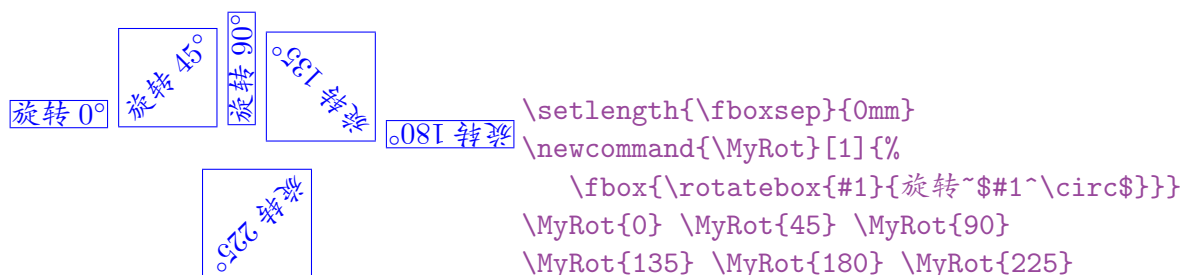 旋转 0°
旋转 45°
旋转 90°
旋转 135°
旋转 180°
旋转 225°
\setlength{\fboxsep}{0mm}
\newcommand{\MyRot}[1]{%
\fbox{\rotatebox{#1}{旋转~$#1^\circ$}}}
\MyRot{0} \MyRot{45} \MyRot{90}
\MyRot{135} \MyRot{180} \MyRot{225}